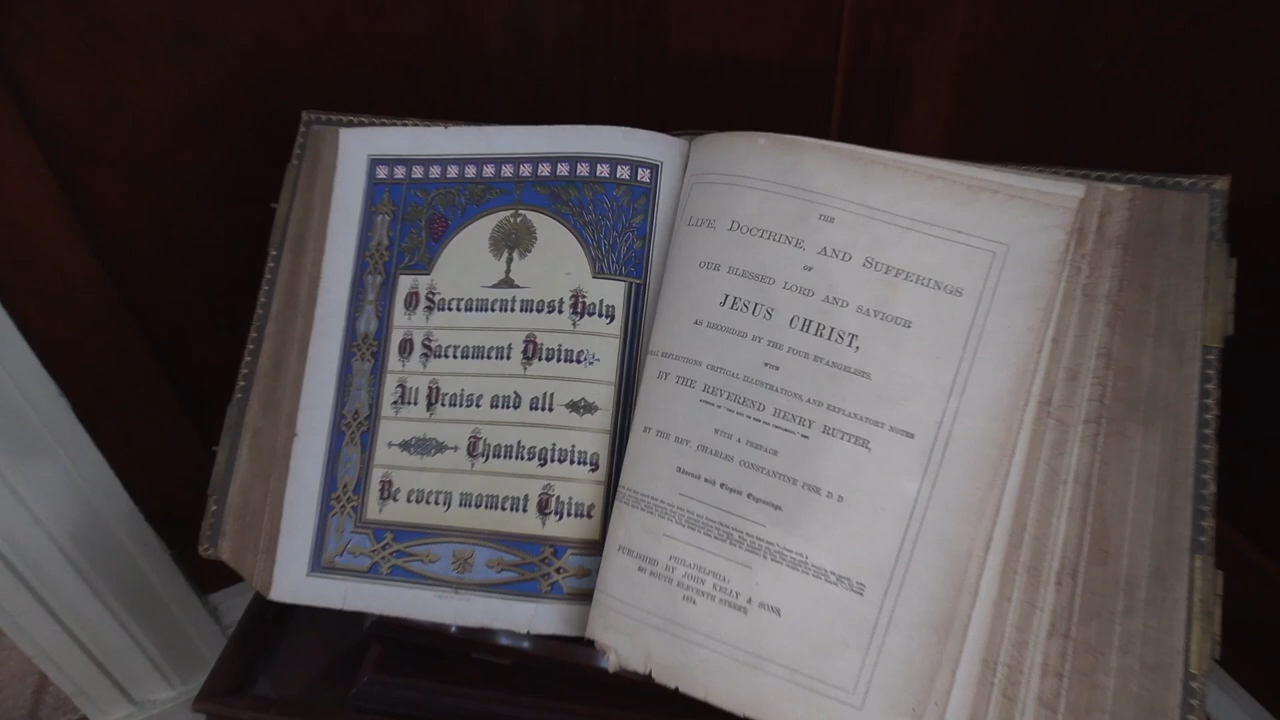 O Sacrament most Holy
O Sacrament Divine
All Praise and all
Thanksgiving
Be every moment Thine
THE
LIFE, DOCTRINE, AND SUFFERINGS
OF
OUR BLESSED LORD AND SAVIOUR
JESUS CHRIST,
AS RECORDED BY THE FOUR EVANGELISTS.
WITH
REFLECTIONS CRITICAL ILLUSTRATIONS, AND EXPLANATORY NOTES
BY THE REVEREND HENRY RUTTER,
WITH A PREFACE
BY THE REV. CHARLES CONSTANTINE PISE, D. D
Adorned with Elegant Engravings.
PHILADELPHIA:
PUBLISHED BY JOHN KELLY & SONS,
SOUTH ELEVENTH STREET
1874.